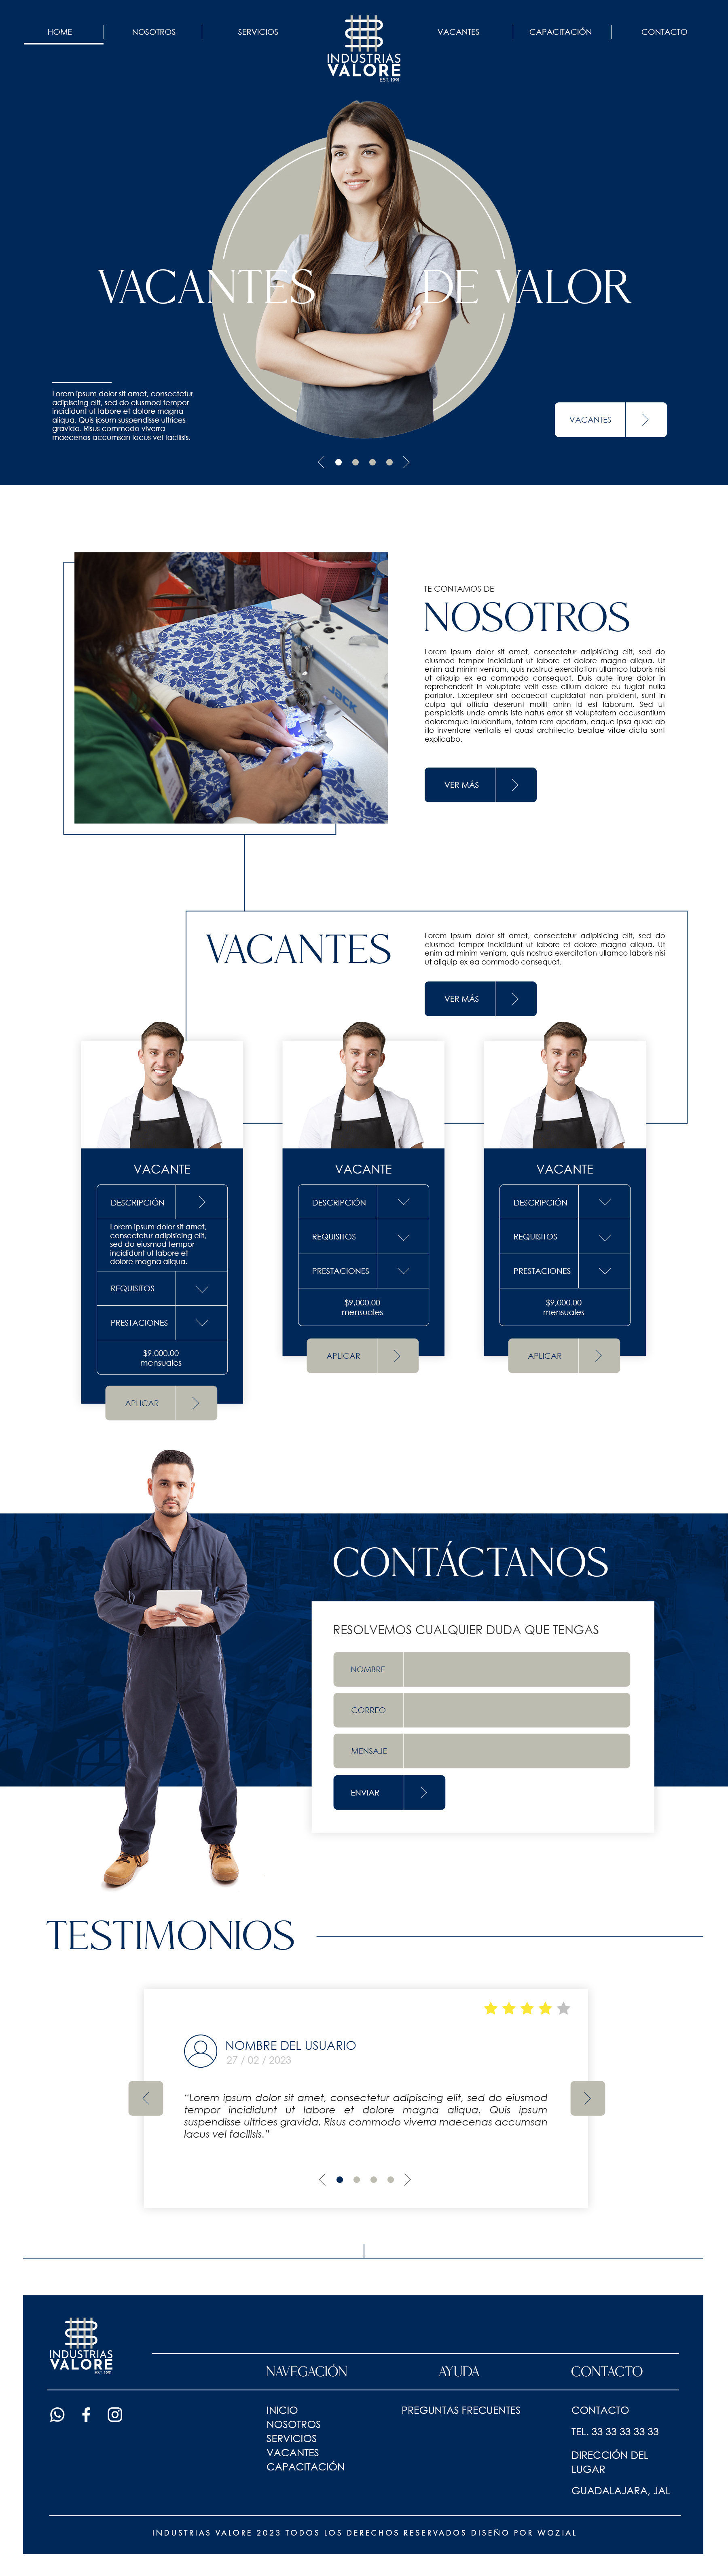 HOME
NOSOTROS
SERVICIOS
INDUSTRIAS
VALORE
EST. 1991
VACANTES
CAPACITACIÓN
CONTACTO
VACANTES DE VALOR
Lorem ipsum dolor sit amet, consectetur
adipiscing elit, sed do eiusmod tempor
incididunt ut labore et dolore magna
aliqua. Quis ipsum suspendisse ultrices
gravida. Risus commodo viverra
maecenas accumsan lacus vel facilisis.
VACANTES
TE CONTAMOS DE
NOSOTROS
Lorem ipsum dolor sit amet, consectetur adipisicing elit, sed do
eiusmod tempor incididunt ut labore et dolore magna aliqua. Ut
enim ad minim veniam, quis nostrud exercitation ullamco laboris nisi
ut aliquip ex ea commodo consequat. Duis aute irure dolor in
reprehenderit in voluptate velit esse cillum dolore eu fugiat nulla
pariatur. Excepteur sint occaecat cupidatat non proident, sunt in
culpa qui officia deserunt mollit anim id est laborum. Sed ut
perspiciatis unde omnis iste natus error sit voluptatem accusantium
doloremque laudantium, totam rem aperiam, eaque ipsa quae ab
illo inventore veritatis et quasi architecto beatae vitae dicta sunt
explicabo.
VER MÁS
VACANTES
Lorem ipsum dolor sit amet, consectetur adipisicing elit, sed do
eiusmod tempor incididunt ut labore et dolore magna aliqua. Ut
enim ad minim veniam, quis nostrud exercitation ullamco laboris nisi
ut aliquip ex ea commodo consequat.
VER MÁS
VACANTE
DESCRIPCIÓN
Lorem ipsum dolor sit amet,
consectetur adipisicing elit,
sed do eiusmod tempor
incididunt ut labore et
dolore magna aliqua.
REQUISITOS
PRESTACIONES
$9,000.00
mensuales
APLICAR
VACANTE
DESCRIPCIÓN
REQUISITOS
PRESTACIONES
$9,000.00
mensuales
APLICAR
VACANTE
DESCRIPCIÓN
REQUISITOS
PRESTACIONES
$9,000.00
mensuales
APLICAR
CONTÁCTANOS
RESOLVEMOS CUALQUIER DUDA QUE TENGAS
NOMBRE
CORREO
MENSAJE
ENVIAR
TESTIMONIOS
NOMBRE DEL USUARIO
27 / 02 / 2023
"Lorem ipsum dolor sit amet, consectetur adipiscing elit, sed do eiusmod
tempor incididunt ut labore et dolore magna aliqua. Quis ipsum
suspendisse ultrices gravida. Risus commodo viverra maecenas accumsan
lacus vel facilisis."
INDUSTRIAS
VALORE
EST. 1991
NAVEGACIÓN
INICIO
NOSOTROS
SERVICIOS
VACANTES
CAPACITACIÓN
AYUDA
PREGUNTAS FRECUENTES
CONTACTO
CONTACTO
TEL. 33 33 33 33 33
DIRECCIÓN DEL
LUGAR
GUADALAJARA, JAL
INDUSTRIAS VALORE 2023 TODOS LOS DERECHOS RESERVADOS DISEÑO POR WOZIAL